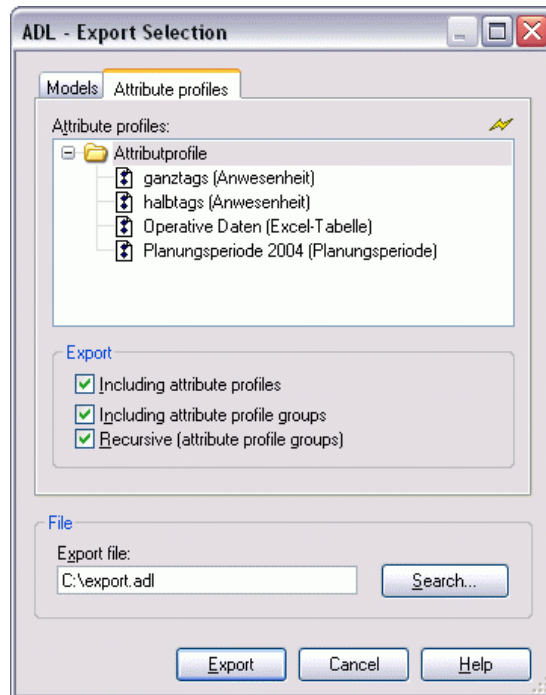 ADL - Export Selection
Models Attribute profiles
Attribute profiles:
Attributprofile
ganztags (Anwesenheit)
halbtags (Anwesenheit)
Operative Daten (Excel-Tabelle)
Planungsperiode 2004 (Planungsperiode)
Export
Including attribute profiles
Including attribute profile groups
Recursive (attribute profile groups)
File
Export file:
C:\export.adl Search...
Export Cancel Help